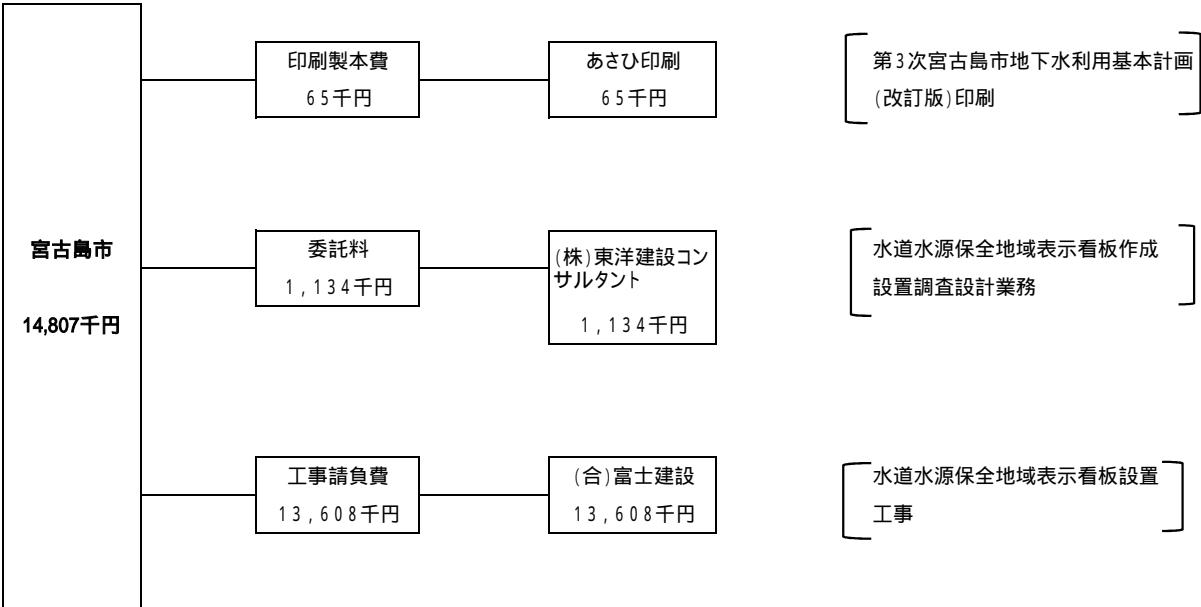 印刷製本費
65千円
あさひ印刷
65千円
第3次宮古島市地下水利用基本計画
(改訂版)印刷
宮古島市
14,807千円
委託料
1,134千円
(株)東洋建設コン
サルタント
1,134千円
水道水源保全地域表示看板作成
設置調査設計業務
工事請負費
13,608千円
(合)富士建設
13,608千円
水道水源保全地域表示看板設置
工事